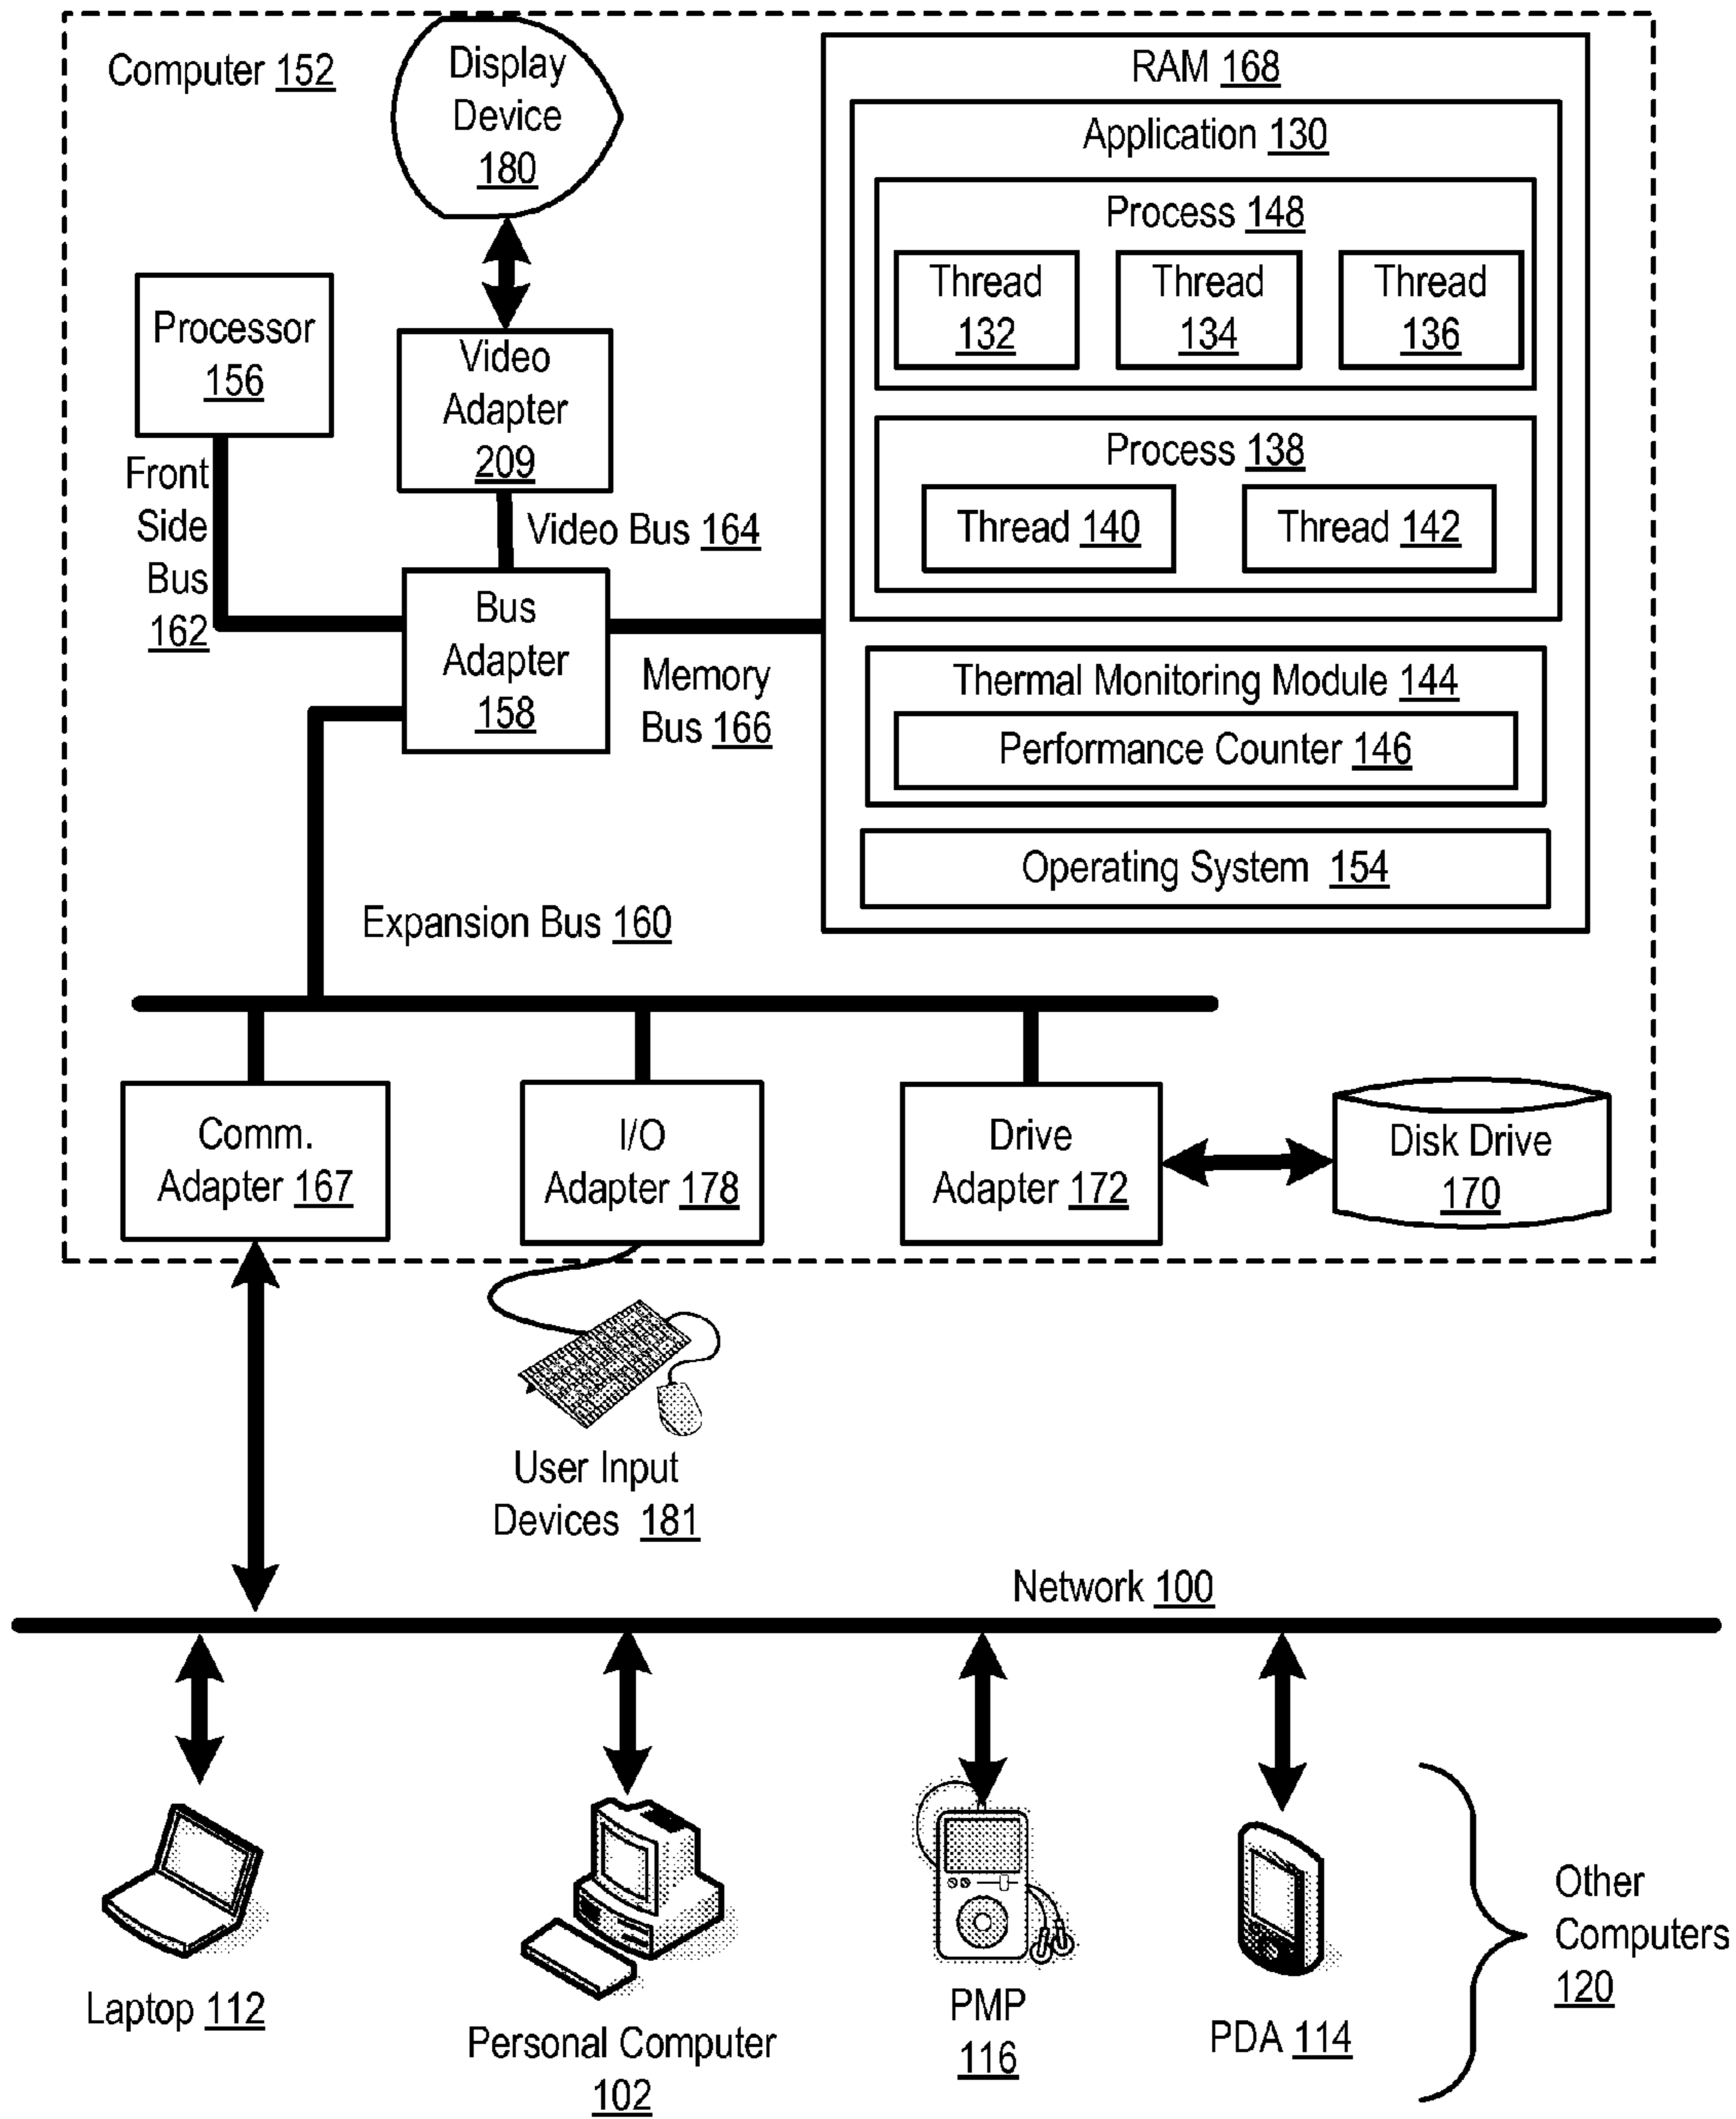 Computer 152
Display
Device
180
RAM 168
Application 130
Process 148
Thread
132
Thread
134
Thread
136
Processor
156
Video
Adapter
209
Front
Side
Bus
162
Process 138
Thread 140
Thread 142
Video Bus 164
Bus
Adapter
158
Memory
Bus 166
Thermal Monitoring Module 144
Performance Counter 146
Operating System 154
Expansion Bus 160
Comm.
Adapter 167
I/O
Adapter 178
Drive
Adapter 172
Disk Drive
170
User Input
Devices 181
Network 100
Laptop 112
Personal Computer
102
PMP
116
PDA 114
Other
Computers
120